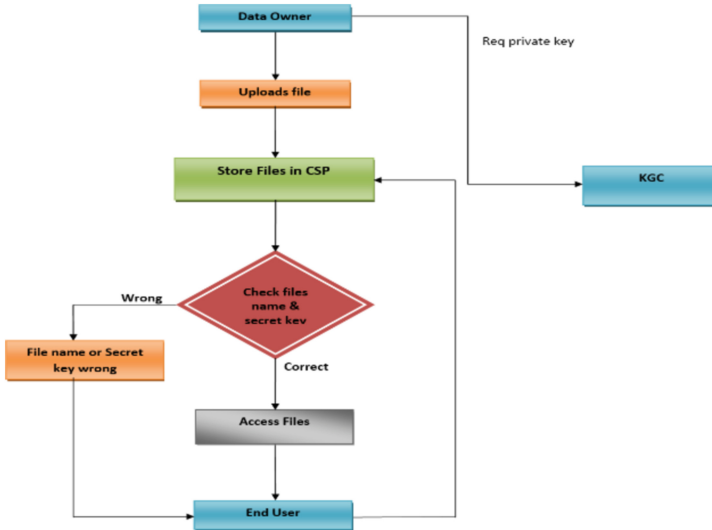 Data Owner
Req private key
Uploads file
Store Files in CSP
KGC
Wrong
Check files
name &
secret kev
File name or Secret
key wrong
Correct
Access Files
End User